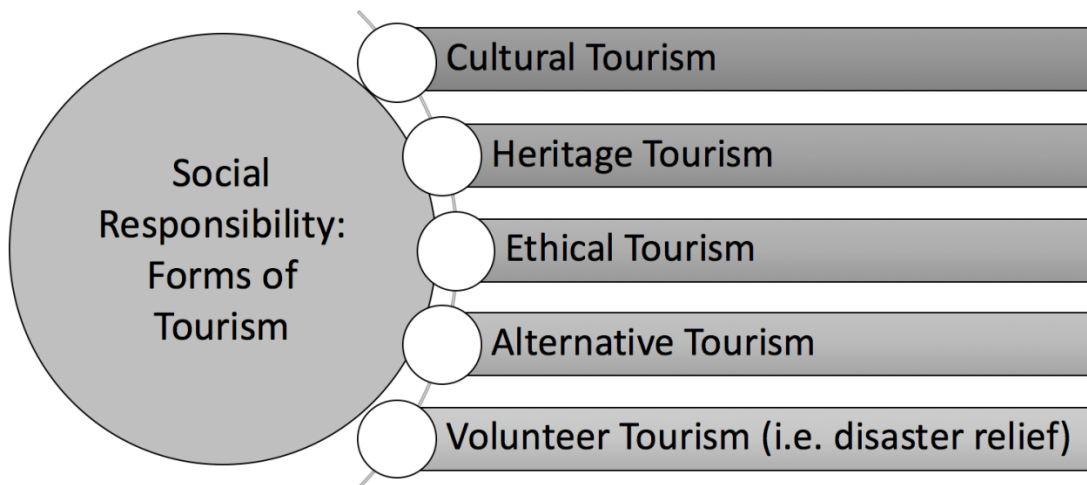 Social
Responsibility:
Forms of
Tourism
Cultural Tourism
Heritage Tourism
Ethical Tourism
Alternative Tourism
Volunteer Tourism (i.e. disaster relief)